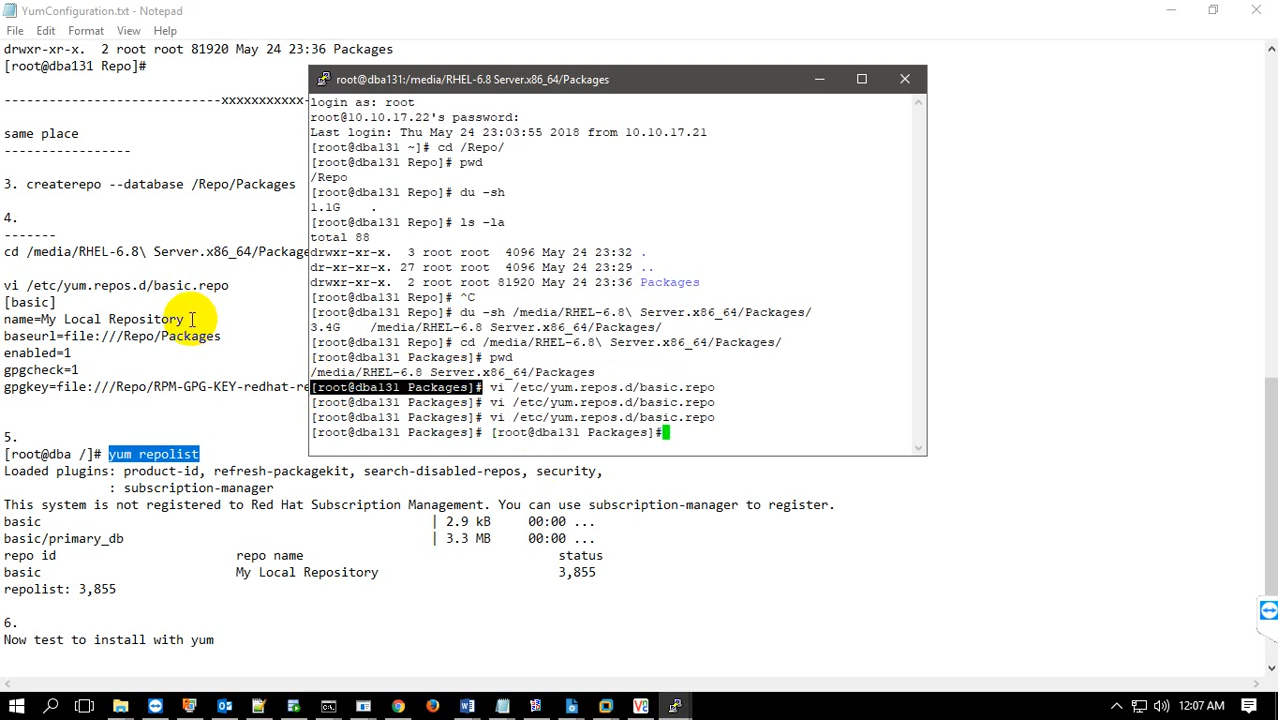 YumConfiguration.txt - Notepad
File Edit Format View Help
drwxr-xr-x. 2 root root 81920 May 24 23:36 Packages
[root@dba131 Repo]#
-----------------------------xxxxxxxxxxx-
same place
-----------------
3. createrepo --database /Repo/Packages
4.
-------
cd /media/RHEL-6.8\ Server.x86_64/Package
vi /etc/yum.repos.d/basic.repo
[basic]
name=My Local Repository
baseurl=file:///Repo/Packages
enabled=1
gpgcheck=1
gpgkey=file:///Repo/RPM-GPG-KEY-redhat-re
5.
[root@dba /]# yum repolist
Loaded plugins: product-id, refresh-packagekit, search-disabled-repos, security,
: subscription-manager
This system is not registered to Red Hat Subscription Management. You can use subscription-manager to register.
basic | 2.9 kB 00:00 ...
basic/primary_db | 3.3 MB 00:00 ...
repo id repo name status
basic My Local Repository 3,855
repolist: 3,855
6.
Now test to install with yum
root@dba131:/media/RHEL-6.8 Server.x86_64/Packages
login as: root
root@10.10.17.22's password:
Last login: Thu May 24 23:03:55 2018 from 10.10.17.21
[root@dba131 ~]# cd /Repo/
[root@dba131 Repo]# pwd
/Repo
[root@dba131 Repo]# du -sh
1.1G .
[root@dba131 Repo]# ls -la
total 88
drwxr-xr-x. 3 root root 4096 May 24 23:32 .
dr-xr-xr-x. 27 root root 4096 May 24 23:29 ..
drwxr-xr-x. 2 root root 81920 May 24 23:36 Packages
[root@dba131 Repo]# ^C
[root@dba131 Repo]# du -sh /media/RHEL-6.8\ Server.x86_64/Packages/
3.4G /media/RHEL-6.8 Server.x86_64/Packages/
[root@dba131 Repo]# cd /media/RHEL-6.8\ Server.x86_64/Packages/
[root@dba131 Packages]# pwd
/media/RHEL-6.8 Server.x86_64/Packages
[root@dba131 Packages]# vi /etc/yum.repos.d/basic.repo
[root@dba131 Packages]# vi /etc/yum.repos.d/basic.repo
[root@dba131 Packages]# vi /etc/yum.repos.d/basic.repo
[root@dba131 Packages]# [root@dba131 Packages]#
12:07 AM